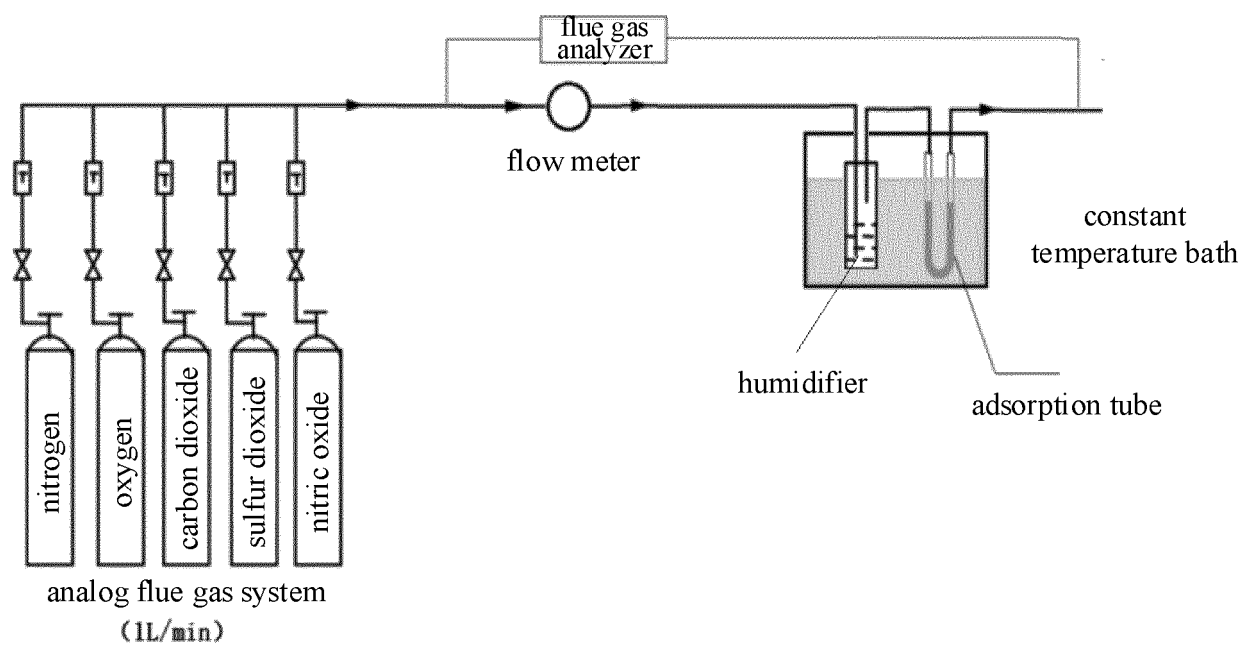 flue gas
analyzer
flow meter
T T T T T
constant
temperature bath
humidifier
adsorption tube
nitrogen
oxygen
carbon dioxide
sulfur dioxide
nitric oxide
analog flue gas system
(1L/min)